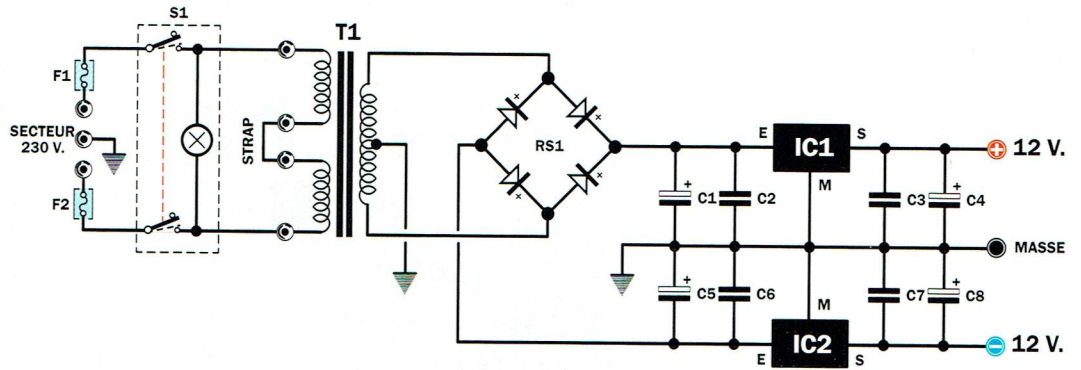 S1
T1
F1
SECTEUR
230 V.
F2
STRAP
RS1
E
IC1
S
M
+ 12 V.
+
C1
C2
C3
+
C4
MASSE
+
C5
C6
C7
+
C8
M
E
IC2
S
− 12 V.